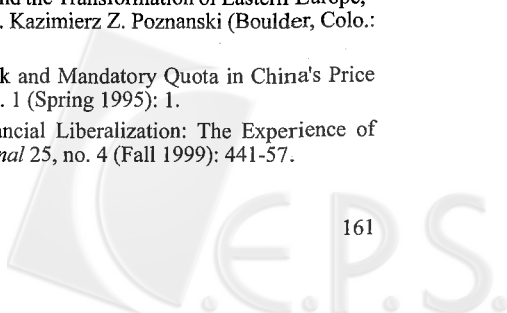 and the Transformation of Eastern Europe,
. Kazimierz Z. Poznanski (Boulder, Colo.:
k and Mandatory Quota in China's Price
. 1 (Spring 1995): 1.
ancial Liberalization: The Experience of
nal 25, no. 4 (Fall 1999): 441-57.
161
C.E.P.S.